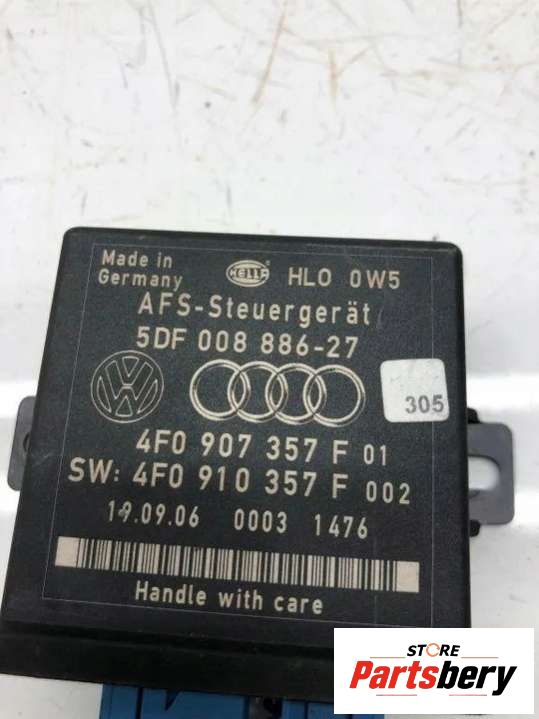 Made in
Germany
HELLA
HLO 0W5
AFS-Steuergerät
5DF 008 886-27
305
4F0 907 357 F 01
SW: 4F0 910 357 F 002
19.09.06 0003 1476
Handle with care
STORE
Partsbery